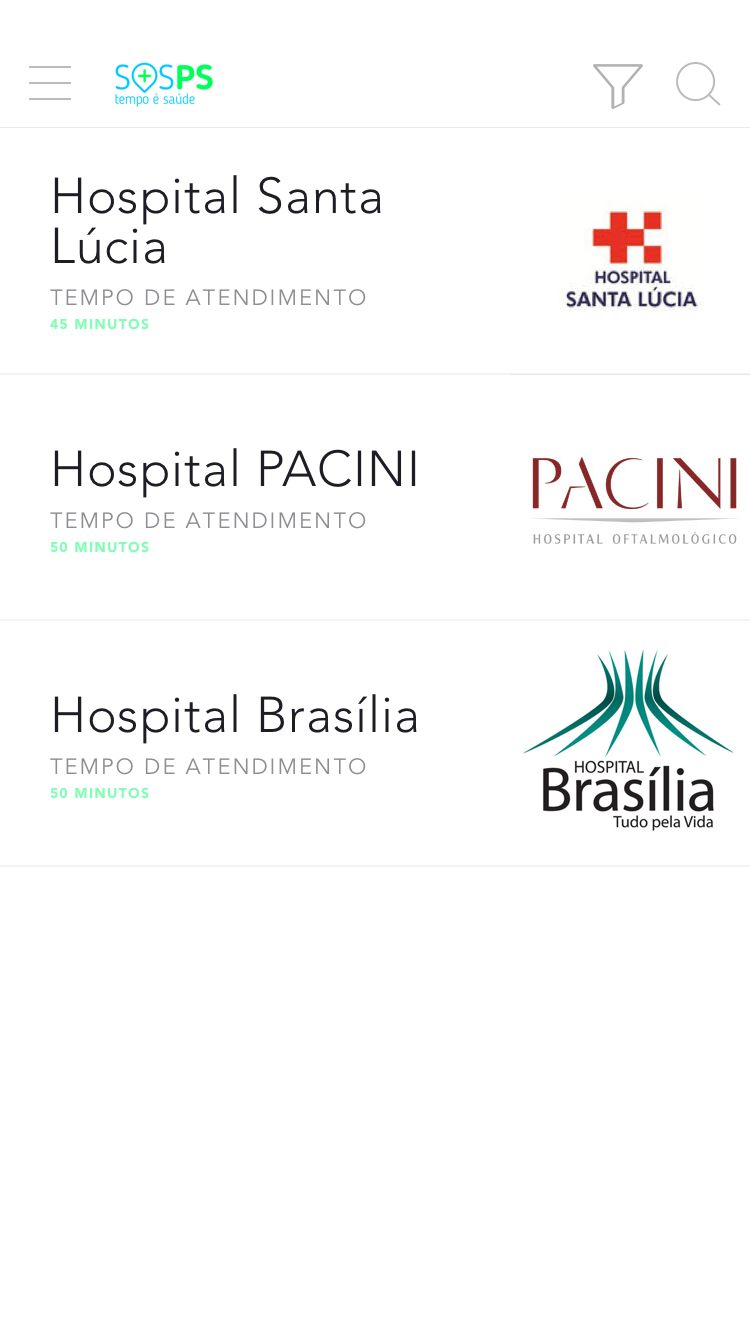 SOSPS
tempo é saúde
Hospital Santa
Lúcia
TEMPO DE ATENDIMENTO
45 MINUTOS
HOSPITAL
SANTA LÚCIA
Hospital PACINI
TEMPO DE ATENDIMENTO
50 MINUTOS
PACINI
HOSPITAL OFTALMOLÓGICO
Hospital Brasília
TEMPO DE ATENDIMENTO
50 MINUTOS
HOSPITAL
Brasília
Tudo pela Vida